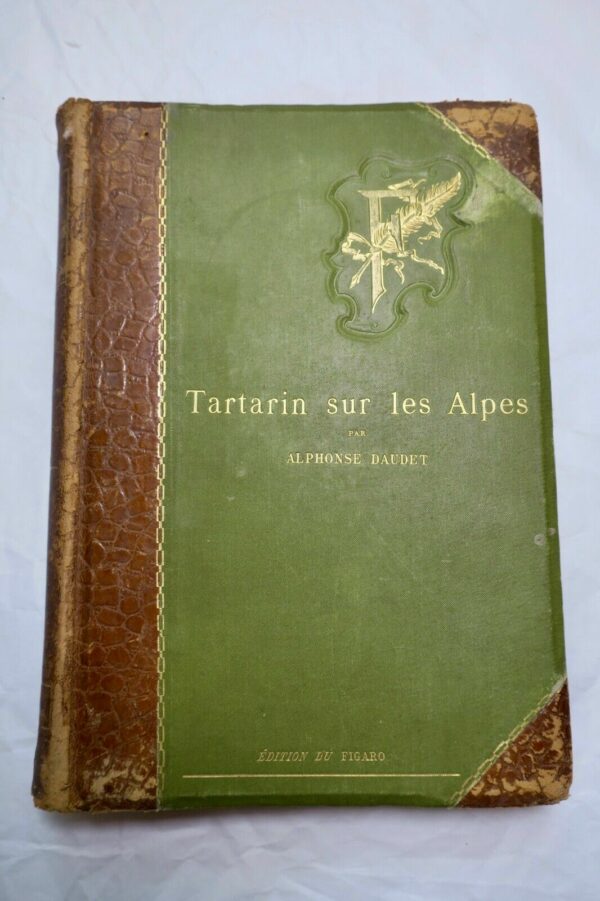 F
Tartarin sur les Alpes
PAR
ALPHONSE DAUDET
ÉDITION DU FIGARO